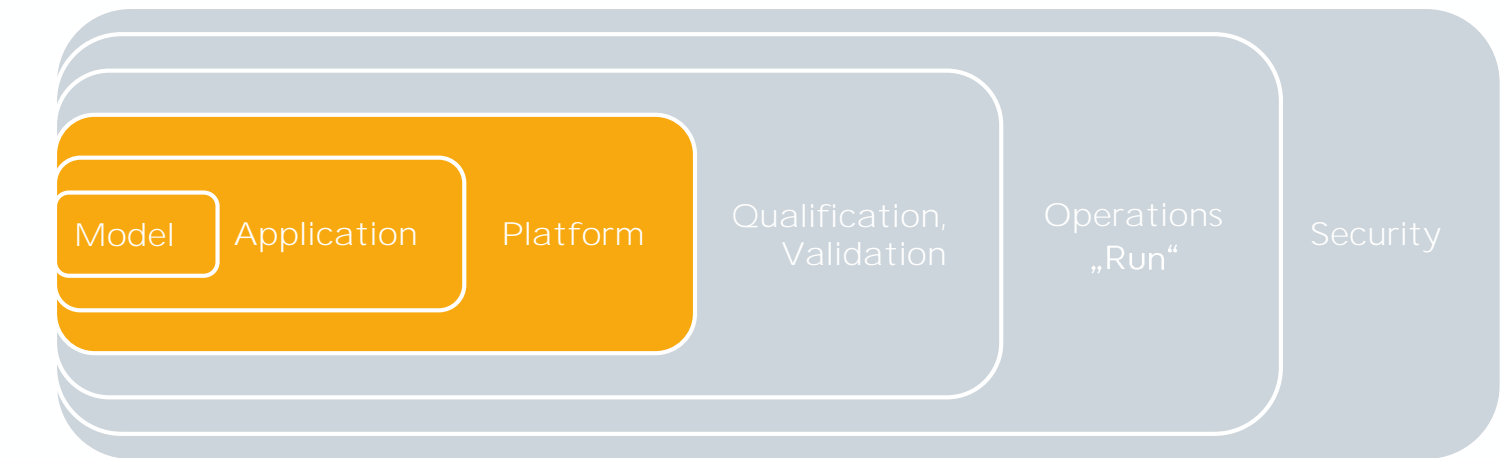 Model
Application
Platform
Qualification,
Validation
Operations
„Run“
Security